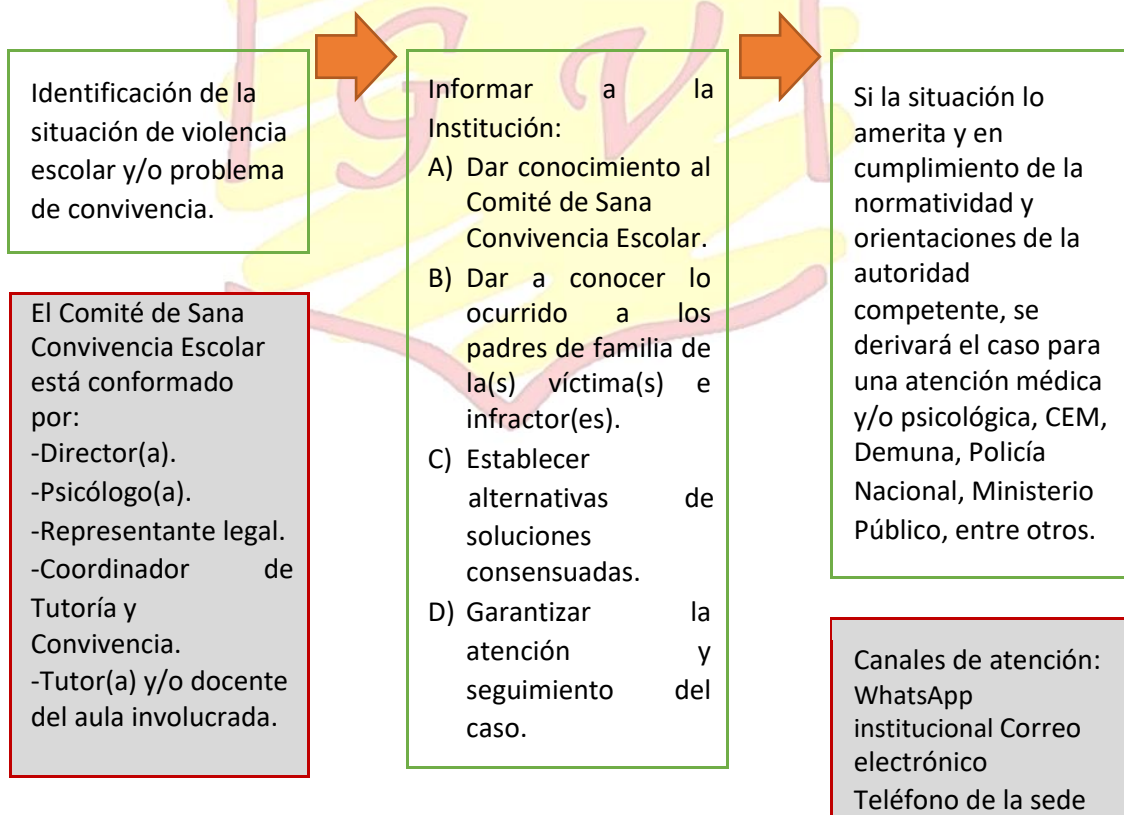 Identificación de la
situación de violencia
escolar y/o problema
de convivencia.
El Comité de Sana
Convivencia Escolar
está conformado
por:
-Director(a).
-Psicólogo(a).
-Representante legal.
-Coordinador de
Tutoría y
Convivencia.
-Tutor(a) y/o docente
del aula involucrada.
Informar a la
Institución:
A) Dar conocimiento al
Comité de Sana
Convivencia Escolar.
B) Dar a conocer lo
ocurrido a los
padres de familia de
la(s) víctima(s) e
infractor(es).
C) Establecer
alternativas de
soluciones
consensuadas.
D) Garantizar la
atención y
seguimiento del
caso.
Si la situación lo
amerita y en
cumplimiento de la
normatividad y
orientaciones de la
autoridad
competente, se
derivará el caso para
una atención médica
y/o psicológica, CEM,
Demuna, Policía
Nacional, Ministerio
Público, entre otros.
Canales de atención:
WhatsApp
institucional Correo
electrónico
Teléfono de la sede
G V